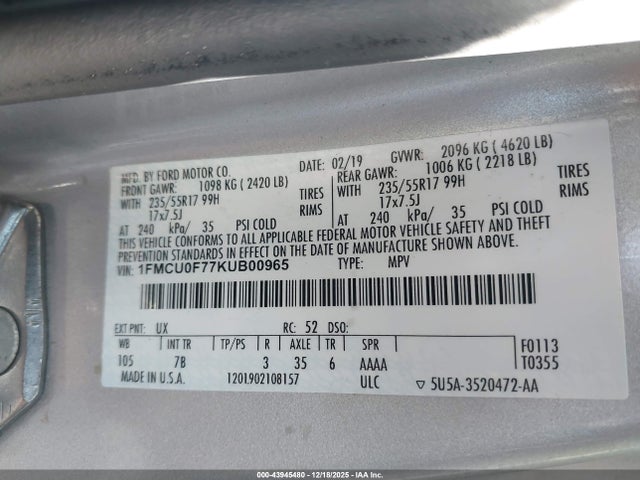 MFD. BY FORD MOTOR CO. DATE: 02/19 GVWR: 2096 KG ( 4620 LB)
FRONT GAWR: 1098 KG ( 2420 LB) REAR GAWR: 1006 KG ( 2218 LB)
WITH 235/55R17 99H TIRES WITH 235/55R17 99H TIRES
17x7.5J RIMS 17x7.5J RIMS
AT 240 kPa/ 35 PSI COLD AT 240 kPa/ 35 PSI COLD
THIS VEHICLE CONFORMS TO ALL APPLICABLE FEDERAL MOTOR VEHICLE SAFETY AND THEFT
PREVENTION STANDARDS IN EFFECT ON THE DATE OF MANUFACTURE SHOWN ABOVE.
VIN: 1FMCU0F77KUB00965 TYPE: MPV
EXT PNT: UX RC: 52 DSO:
WB INT TR TP/PS R AXLE TR SPR F0113
105 7B 3 35 6 AAAA T0355
MADE IN U.S.A. 1201.902108157 ULC ▽ 5U5A-3520472-AA
000-43945480 - 12/18/2025 - IAA Inc.